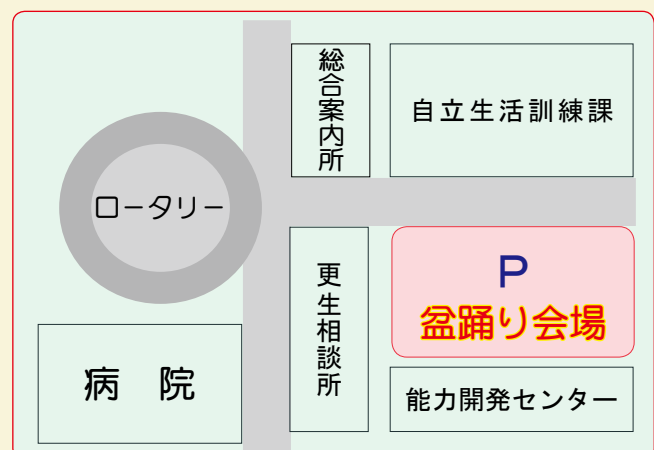 総合案内所
自立生活訓練課
ロータリー
更生相談所
P
盆踊り会場
病　院
能力開発センター